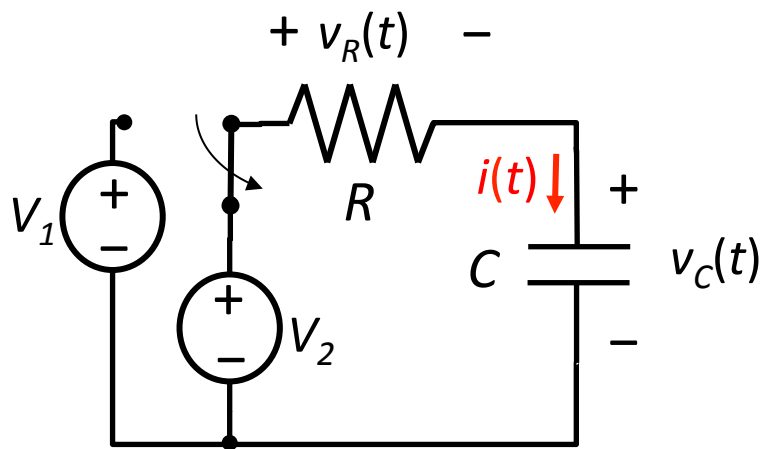 + v_R(t) −
V_1
+
−
R
i(t)
+
C
v_C(t)
−
+
−
V_2